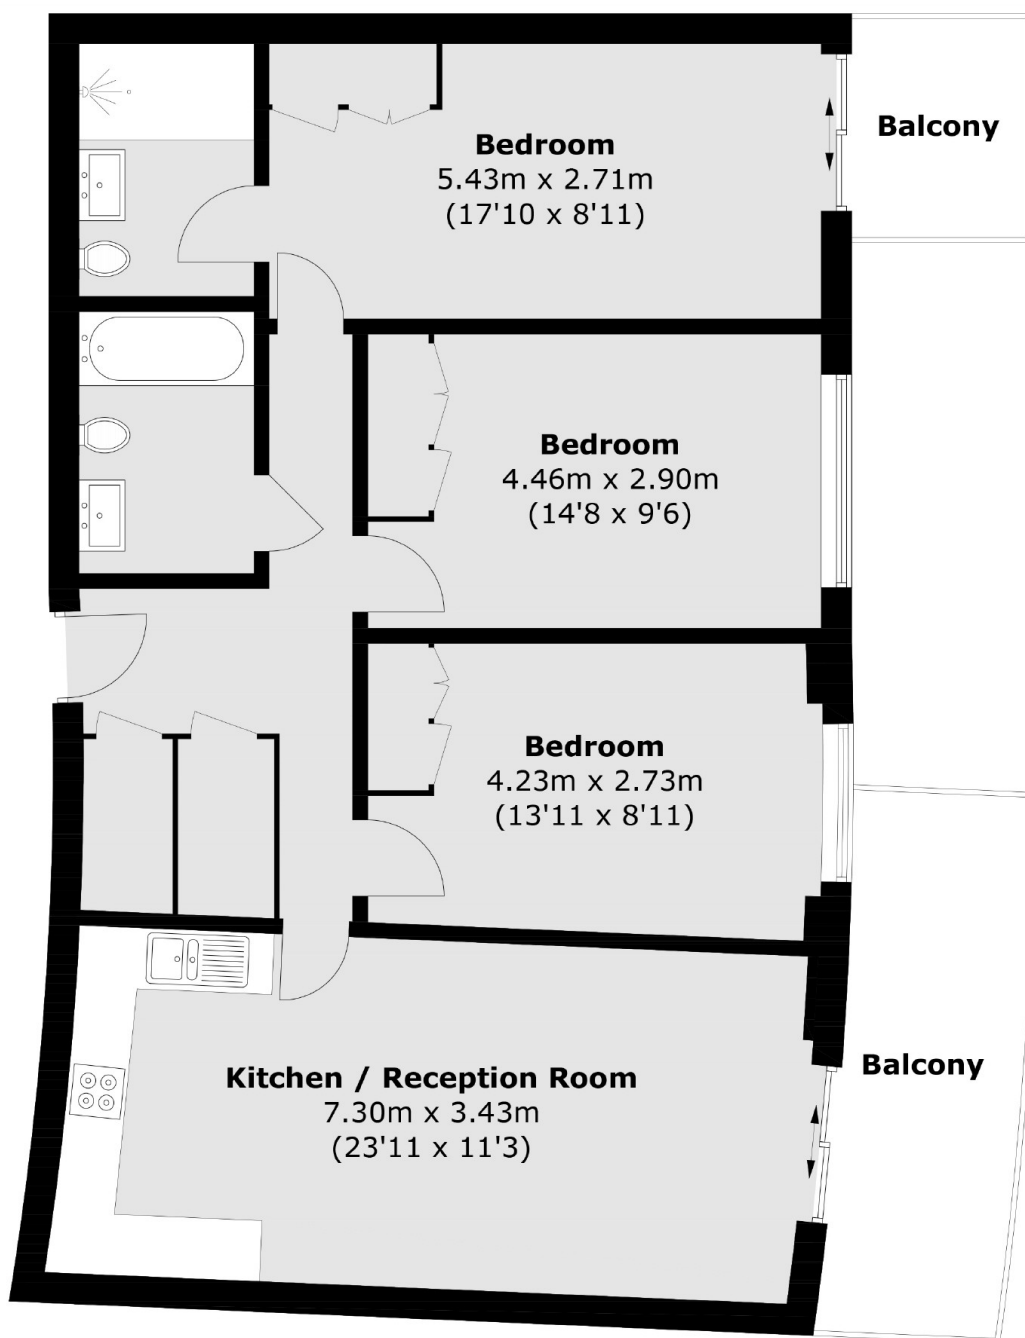 Bedroom
5.43m x 2.71m
(17'10 x 8'11)
Balcony
Bedroom
4.46m x 2.90m
(14'8 x 9'6)
Bedroom
4.23m x 2.73m
(13'11 x 8'11)
Kitchen / Reception Room
7.30m x 3.43m
(23'11 x 11'3)
Balcony